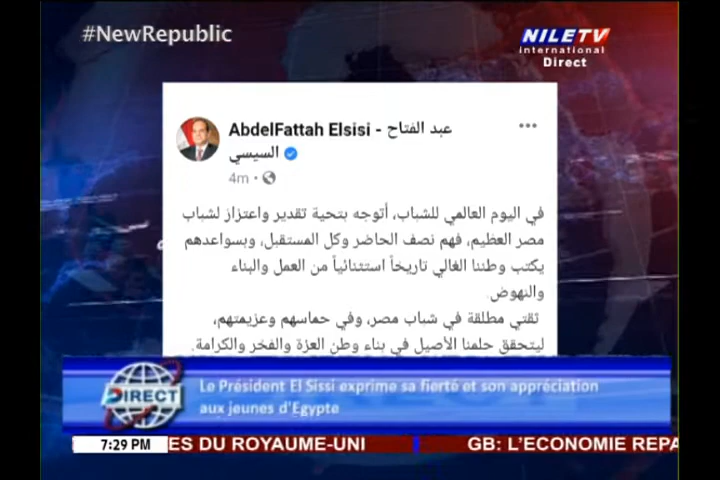 #NewRepublic
NILETV
International
Direct
AbdelFattah Elsisi - عبد الفتاح
السيسي
4m
في اليوم العالمي للشباب، أتوجه بتحية تقدير واعتزاز لشباب
مصر العظيم، فهم نصف الحاضر وكل المستقبل، وبسواعدهم
يكتب وطننا الغالي تاريخاً استثنائياً من العمل والبناء
والنهوض.
ثقتي مطلقة في شباب مصر، وفي حماسهم وعزيمتهم،
ليتحقق حلمنا الأصيل في بناء وطن العزة والفخر والكرامة.
DIRECT
Le Président El Sissi exprime sa fierté et son appréciation
aux jeunes d'Egypte
7:29 PM ES DU ROYAUME-UNI GB: L'ECONOMIE REPA